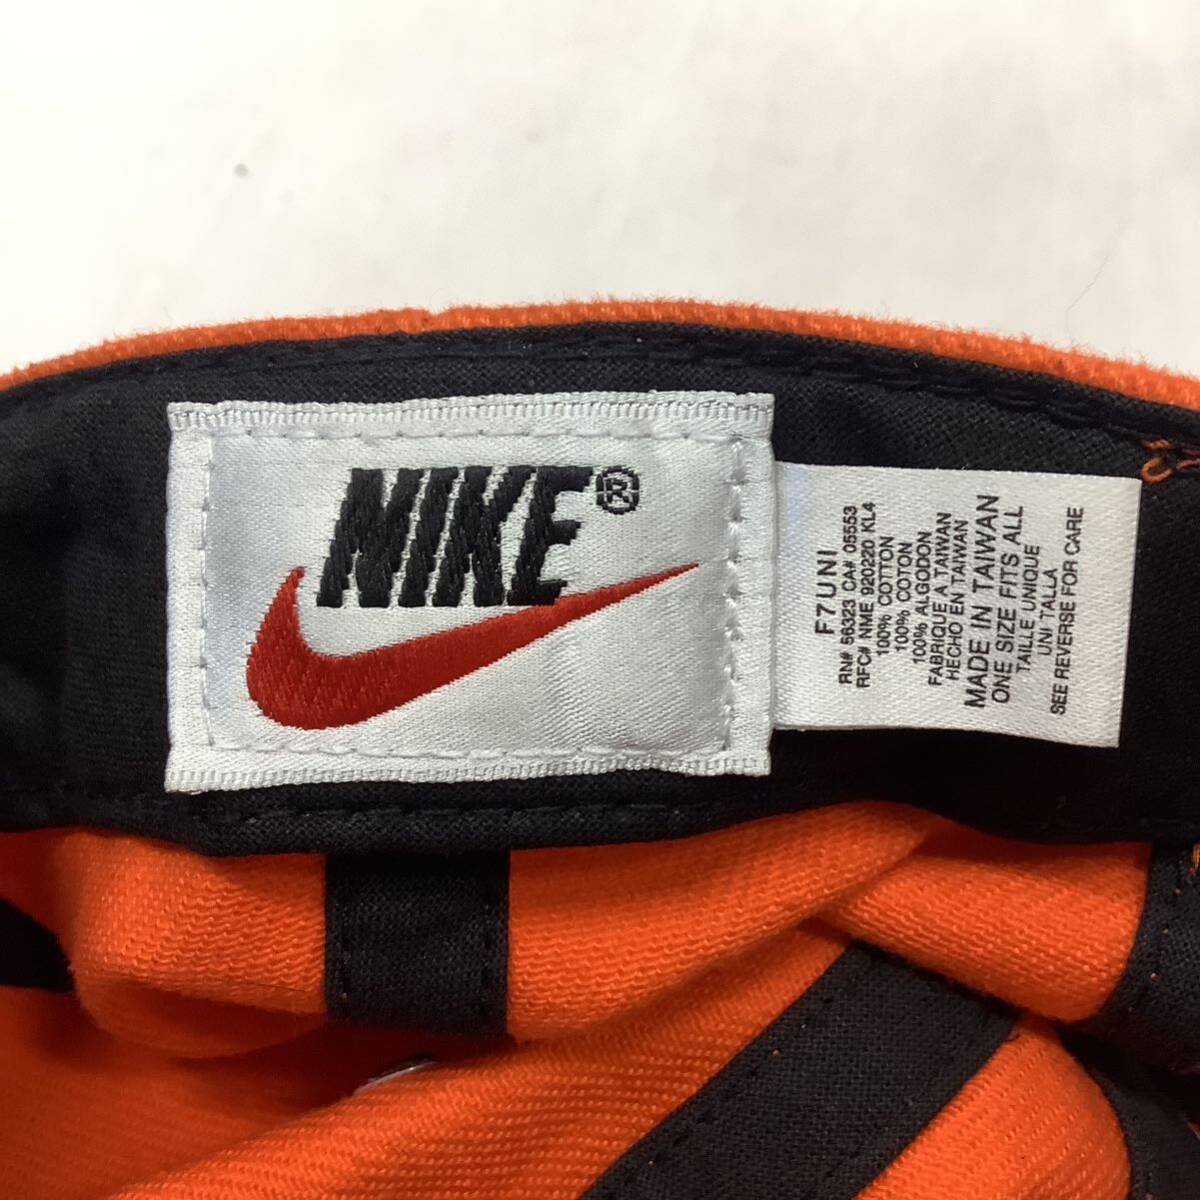 NIKE®
F7UNI
RN# 56323 CA# 05553
RFC# NME 920220 KL4
100% COTTON
100% COTON
100% ALGODON
FABRIQUE A TAIWAN
HECHO EN TAIWAN
MADE IN TAIWAN
ONE SIZE FITS ALL
TAILLE UNIQUE
UNI TALLA
SEE REVERSE FOR CARE